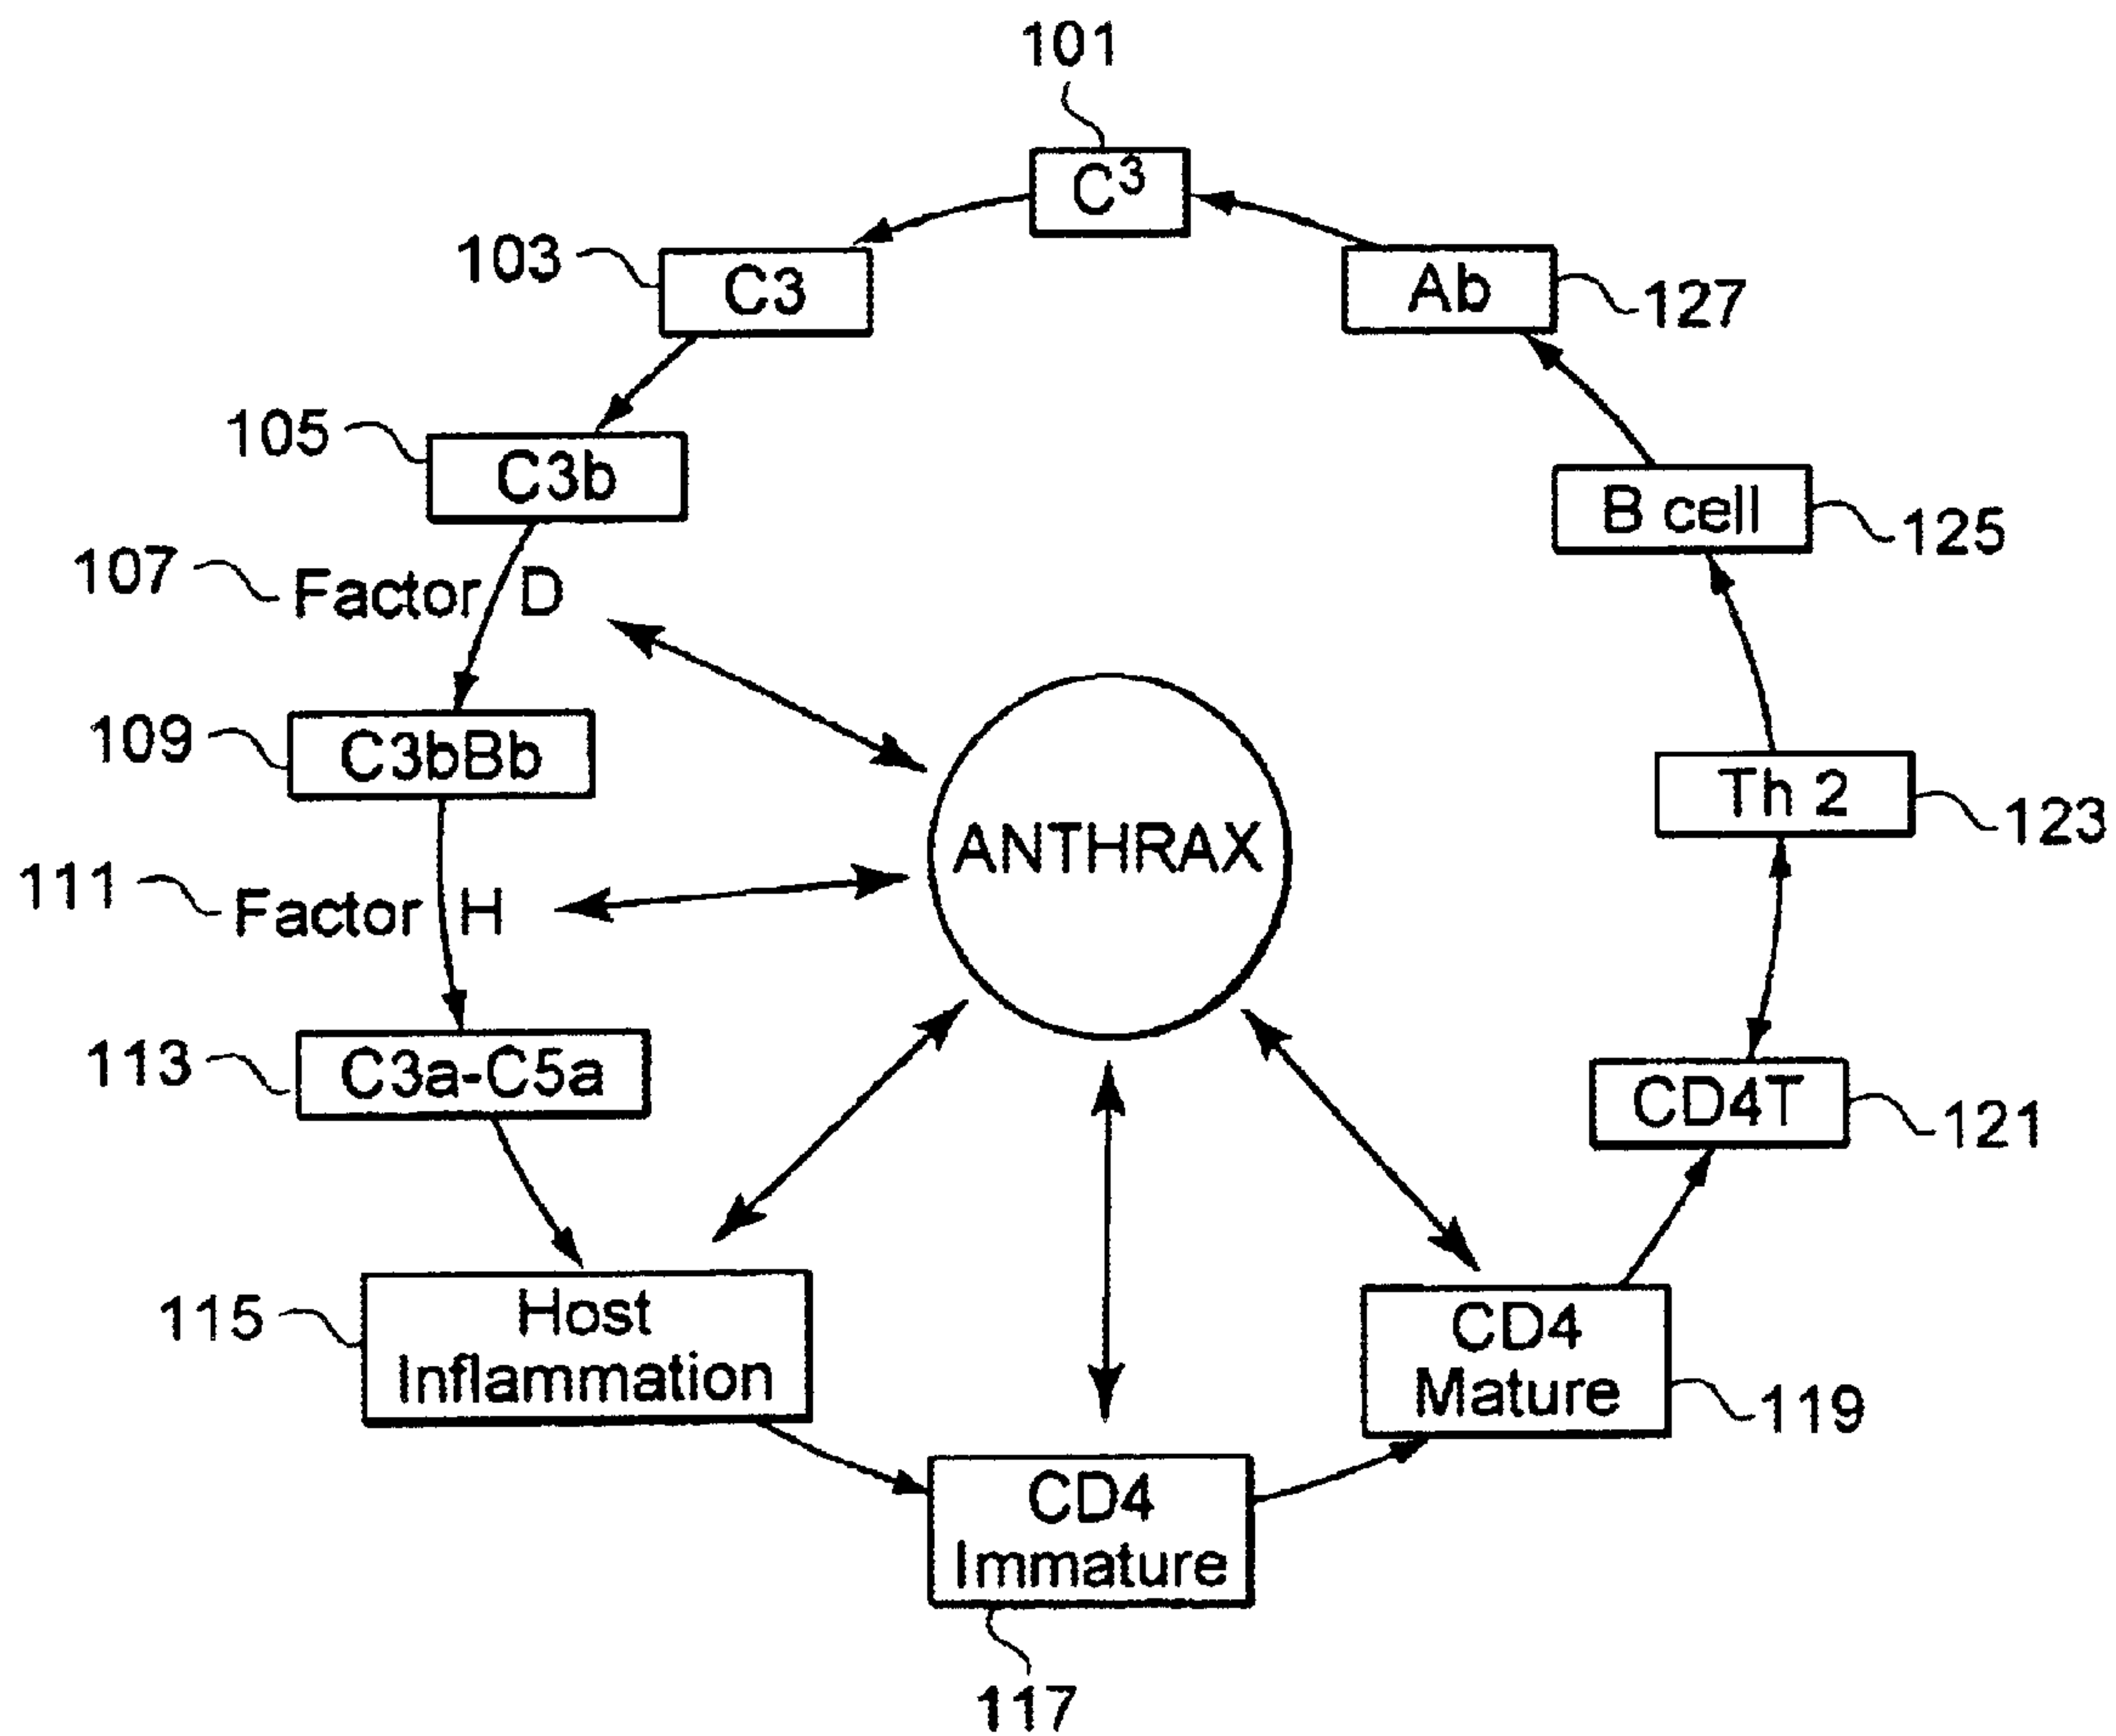 101
C³
103
C3
Ab
127
105
C3b
B cell
125
107
Factor D
109
C3bBb
Th 2
123
ANTHRAX
111
Factor H
113
C3a-C5a
CD4T
121
115
Host
Inflammation
CD4
Mature
119
CD4
Immature
117